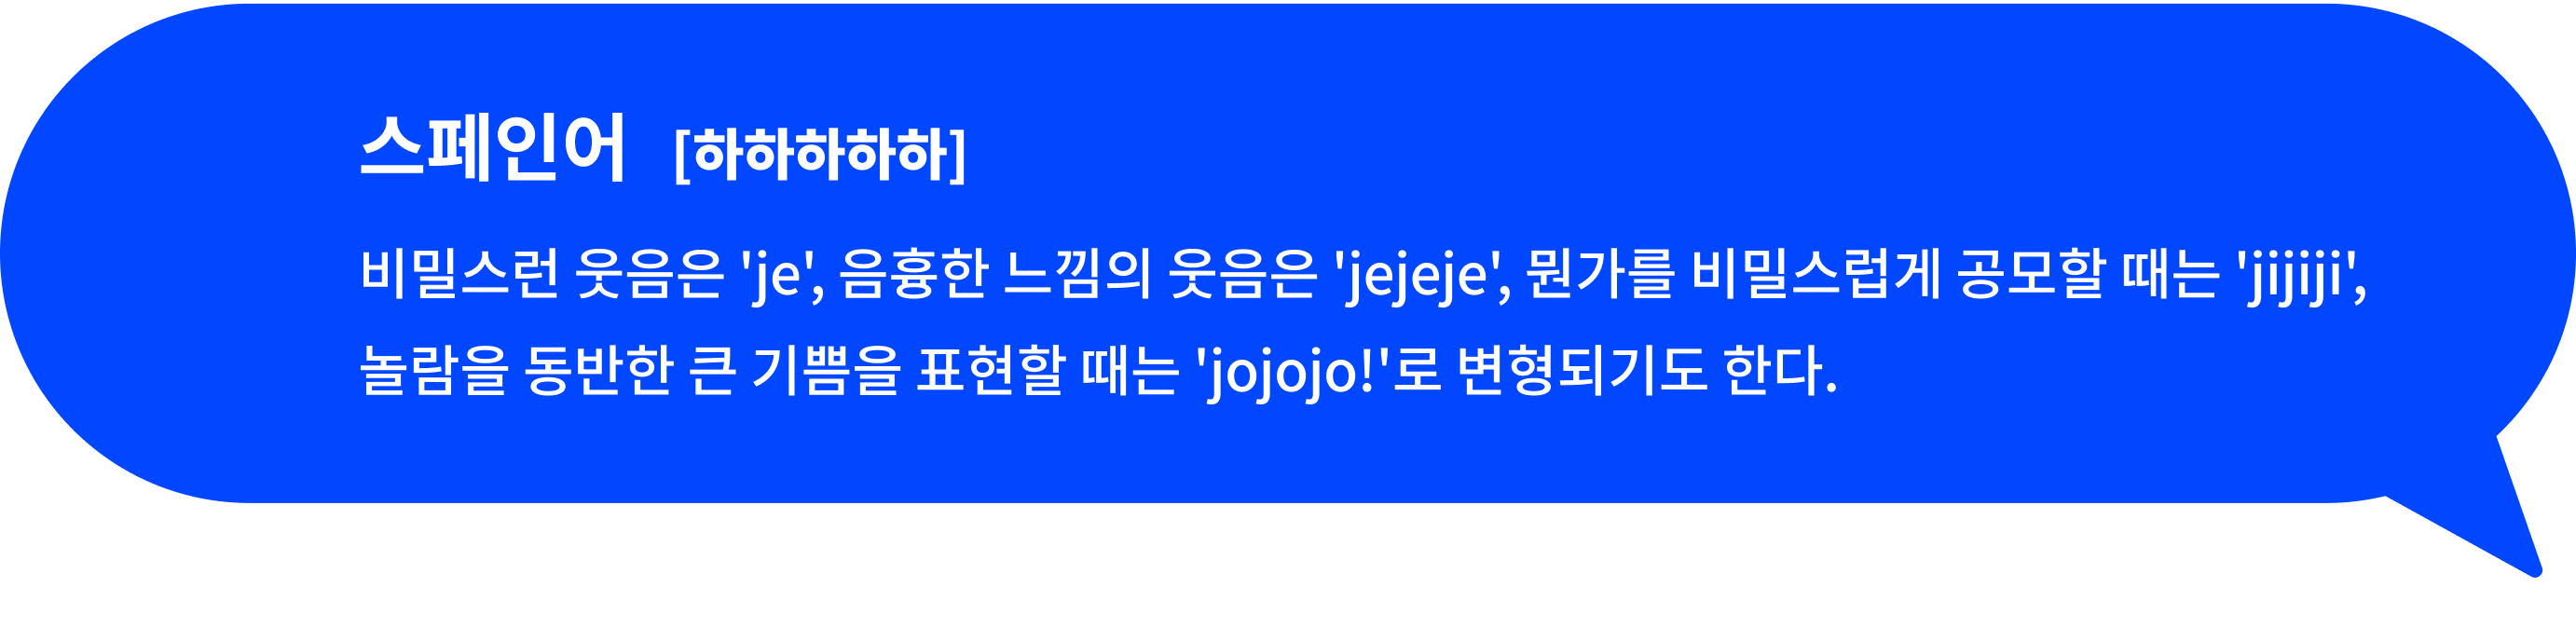 스페인어 [하하하하하]
비밀스런 웃음은 'je', 음흉한 느낌의 웃음은 'jejeje', 뭔가를 비밀스럽게 공모할 때는 'jijiji',
놀람을 동반한 큰 기쁨을 표현할 때는 'jojojo!'로 변형되기도 한다.